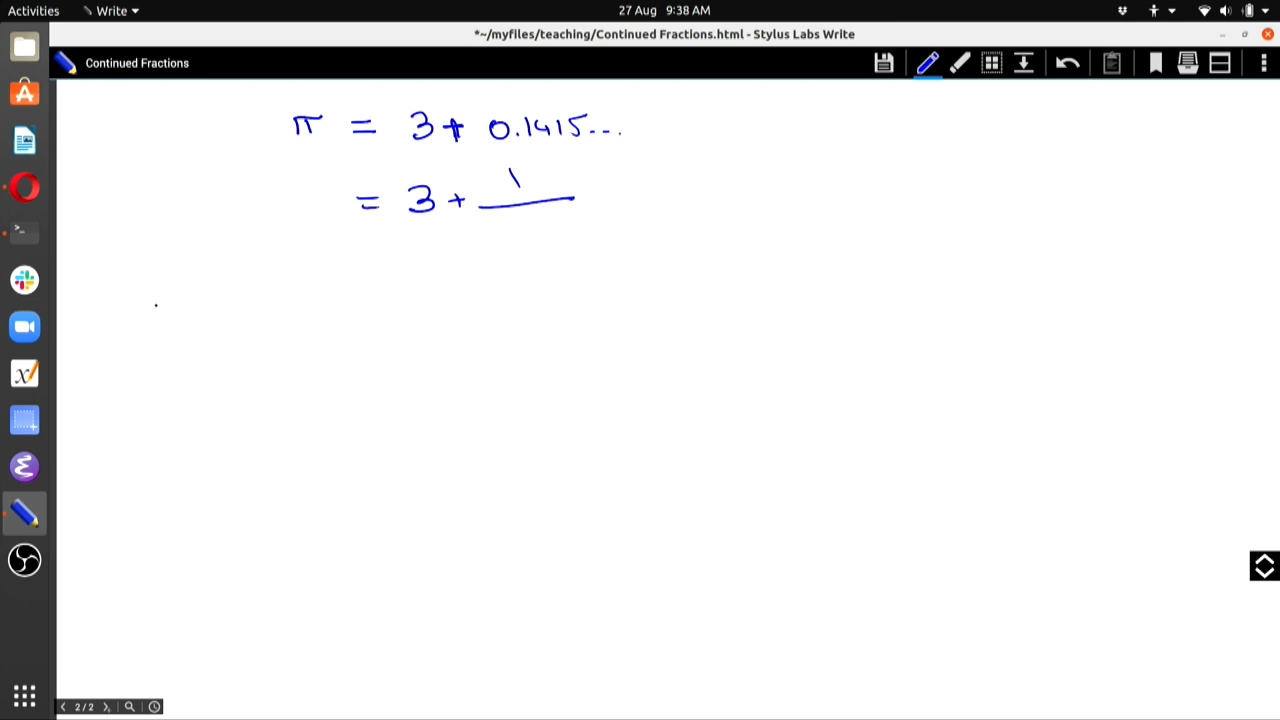 Activities Write 27 Aug 9:38 AM
*~/myfiles/teaching/Continued Fractions.html - Stylus Labs Write
Continued Fractions
π = 3 + 0.1415...
= 3 + 1/
2/2